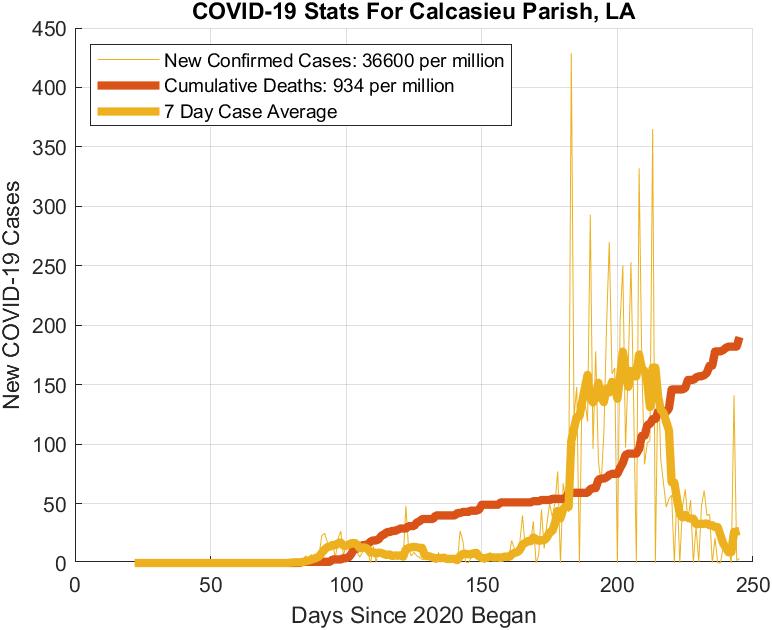 COVID-19 Stats For Calcasieu Parish, LA
New Confirmed Cases: 36600 per million
Cumulative Deaths: 934 per million
7 Day Case Average
New COVID-19 Cases
450
400
350
300
250
200
150
100
50
0
0 50 100 150 200 250
Days Since 2020 Began